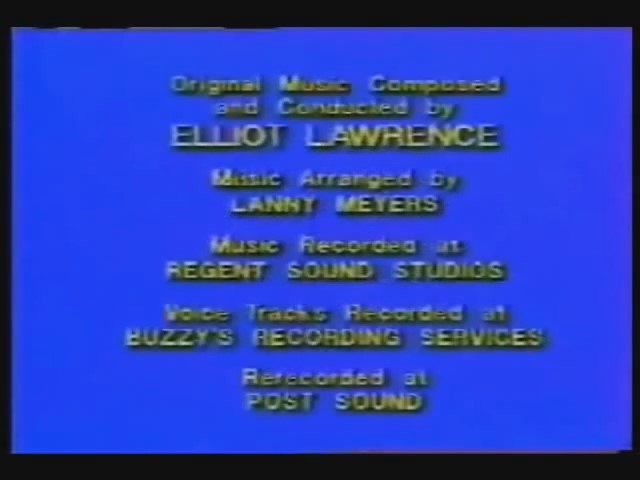 Original Music Composed
and Conducted by
ELLIOT LAWRENCE
Music Arranged by
LANNY MEYERS
Music Recorded at
REGENT SOUND STUDIOS
Voice Tracks Recorded at
BUZZY'S RECORDING SERVICES
Rerecorded at
POST SOUND